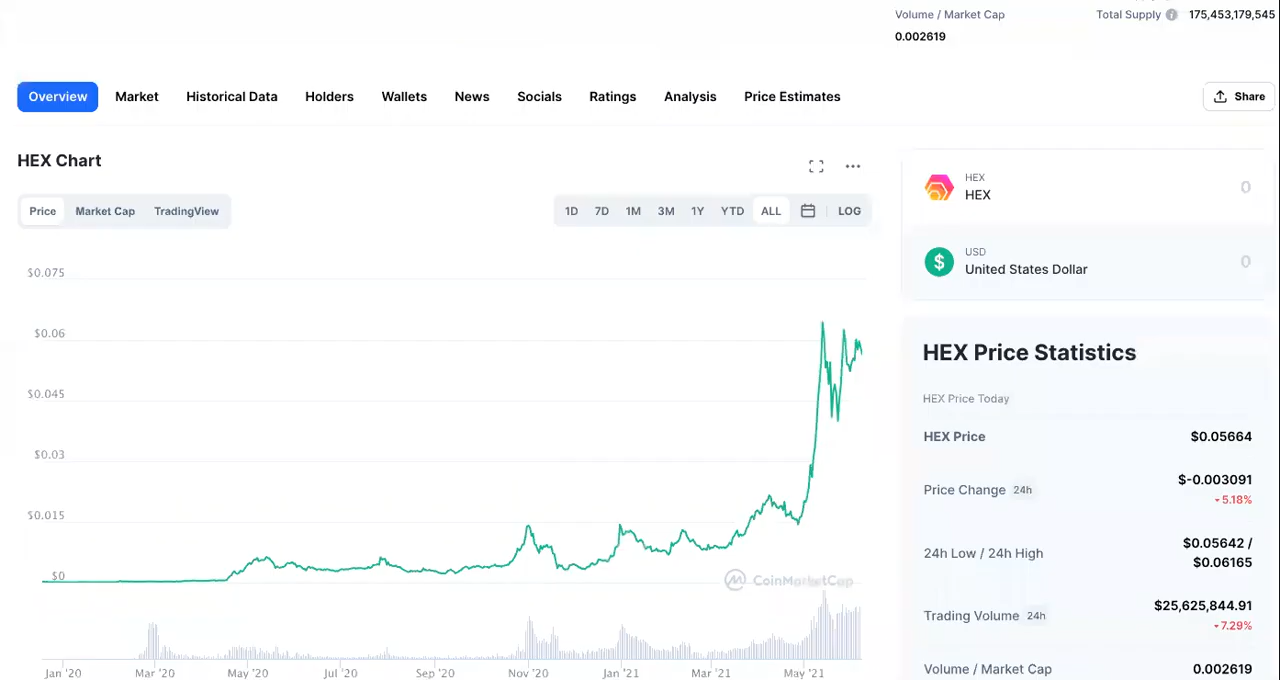 Volume / Market Cap
0.002619
Total Supply 175,453,179,545
Overview Market Historical Data Holders Wallets News Socials Ratings Analysis Price Estimates Share
HEX Chart
Price Market Cap TradingView
1D 7D 1M 3M 1Y YTD ALL LOG
$0.075
$0.06
$0.045
$0.03
$0.015
$0
CoinMarketCap
Jan '20 Mar '20 May '20 Jul '20 Sep '20 Nov '20 Jan '21 Mar '21 May '21
HEX
HEX 0
USD
United States Dollar 0
HEX Price Statistics
HEX Price Today
HEX Price $0.05664
Price Change 24h $-0.003091
5.18%
24h Low / 24h High $0.05642 /
$0.06165
Trading Volume 24h $25,625,844.91
7.29%
Volume / Market Cap 0.002619